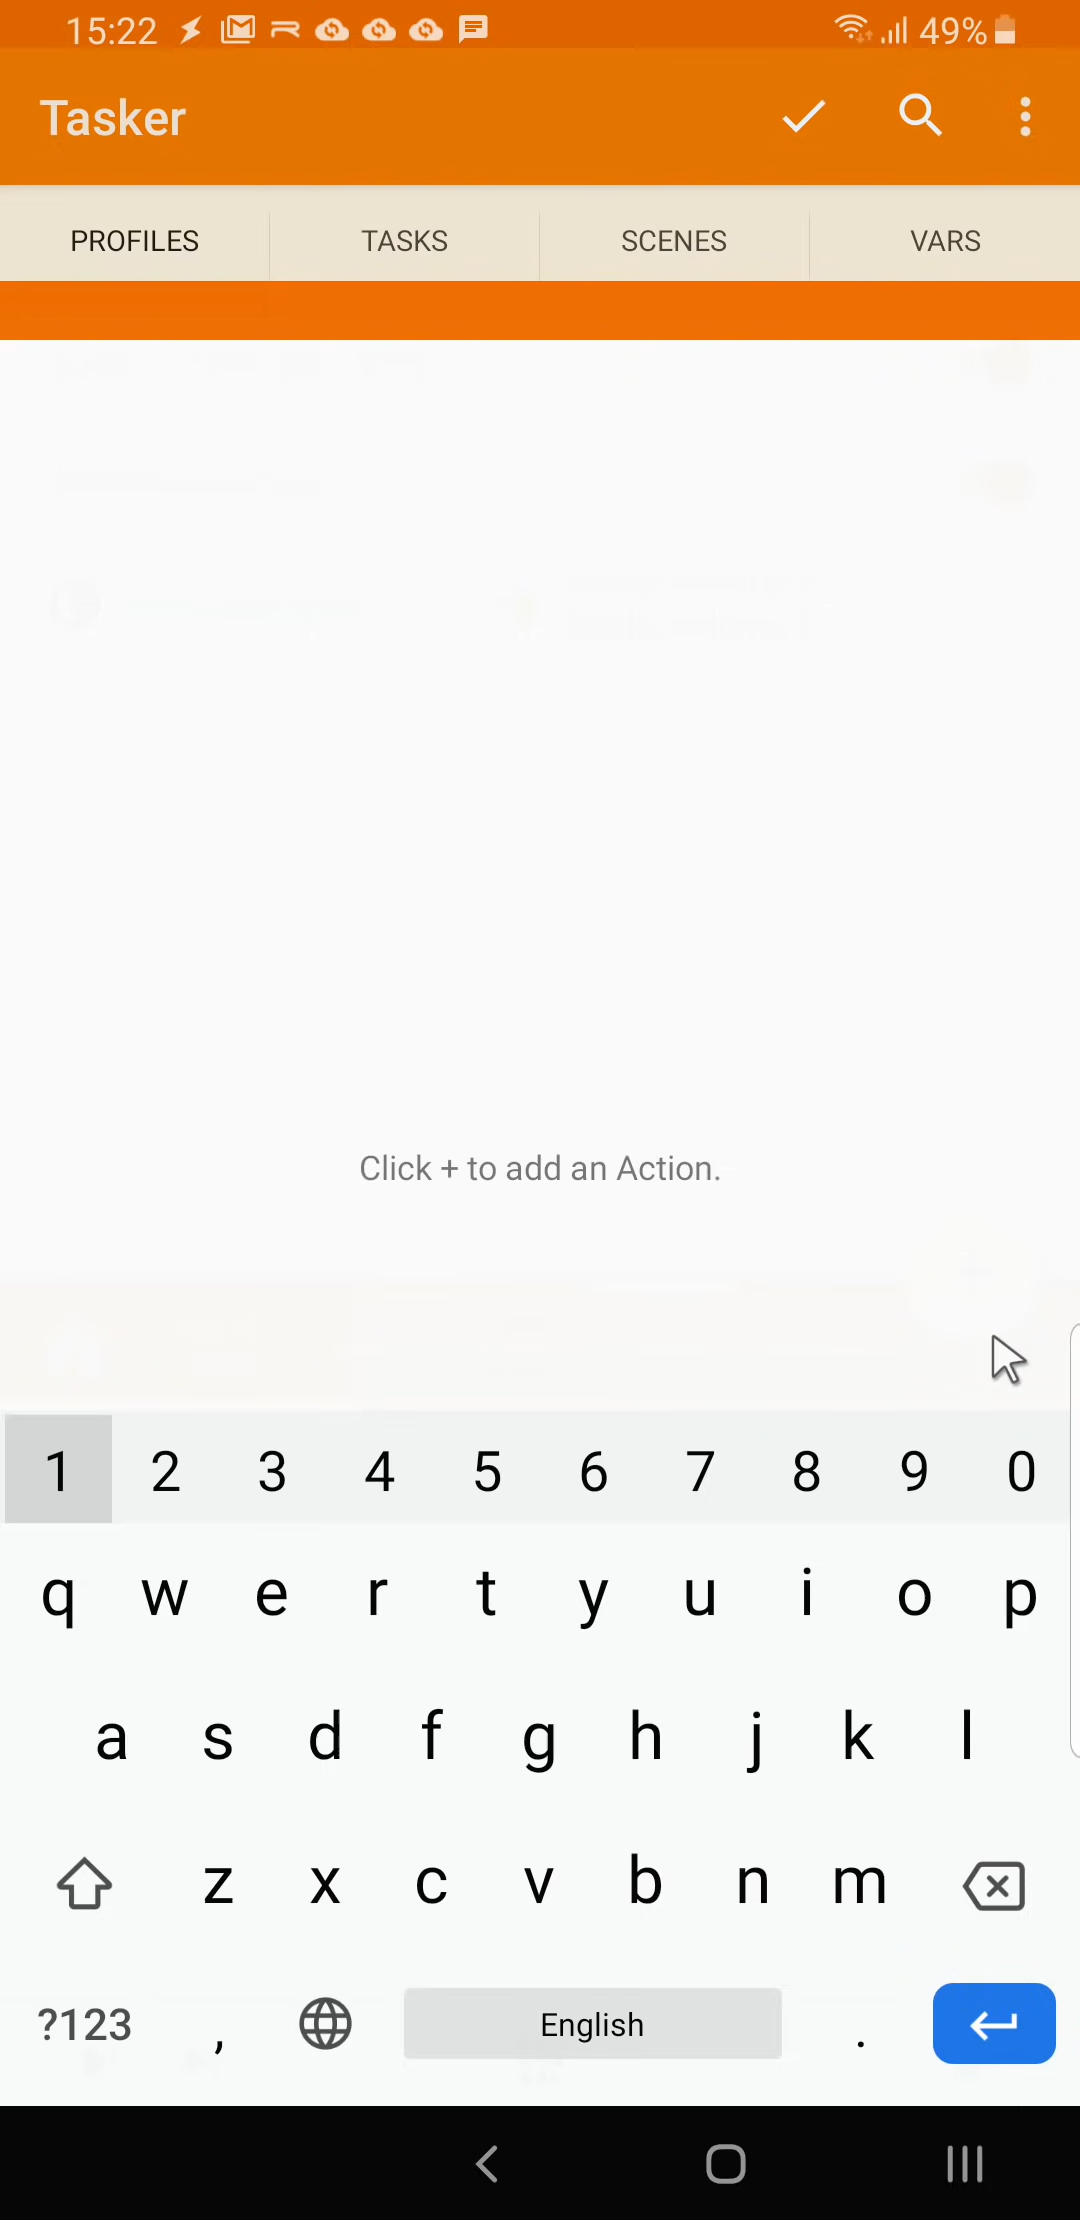 15:22 49%
Tasker
PROFILES TASKS SCENES VARS
Click + to add an Action.
1 2 3 4 5 6 7 8 9 0
q w e r t y u i o p
a s d f g h j k l
z x c v b n m
?123 , English .